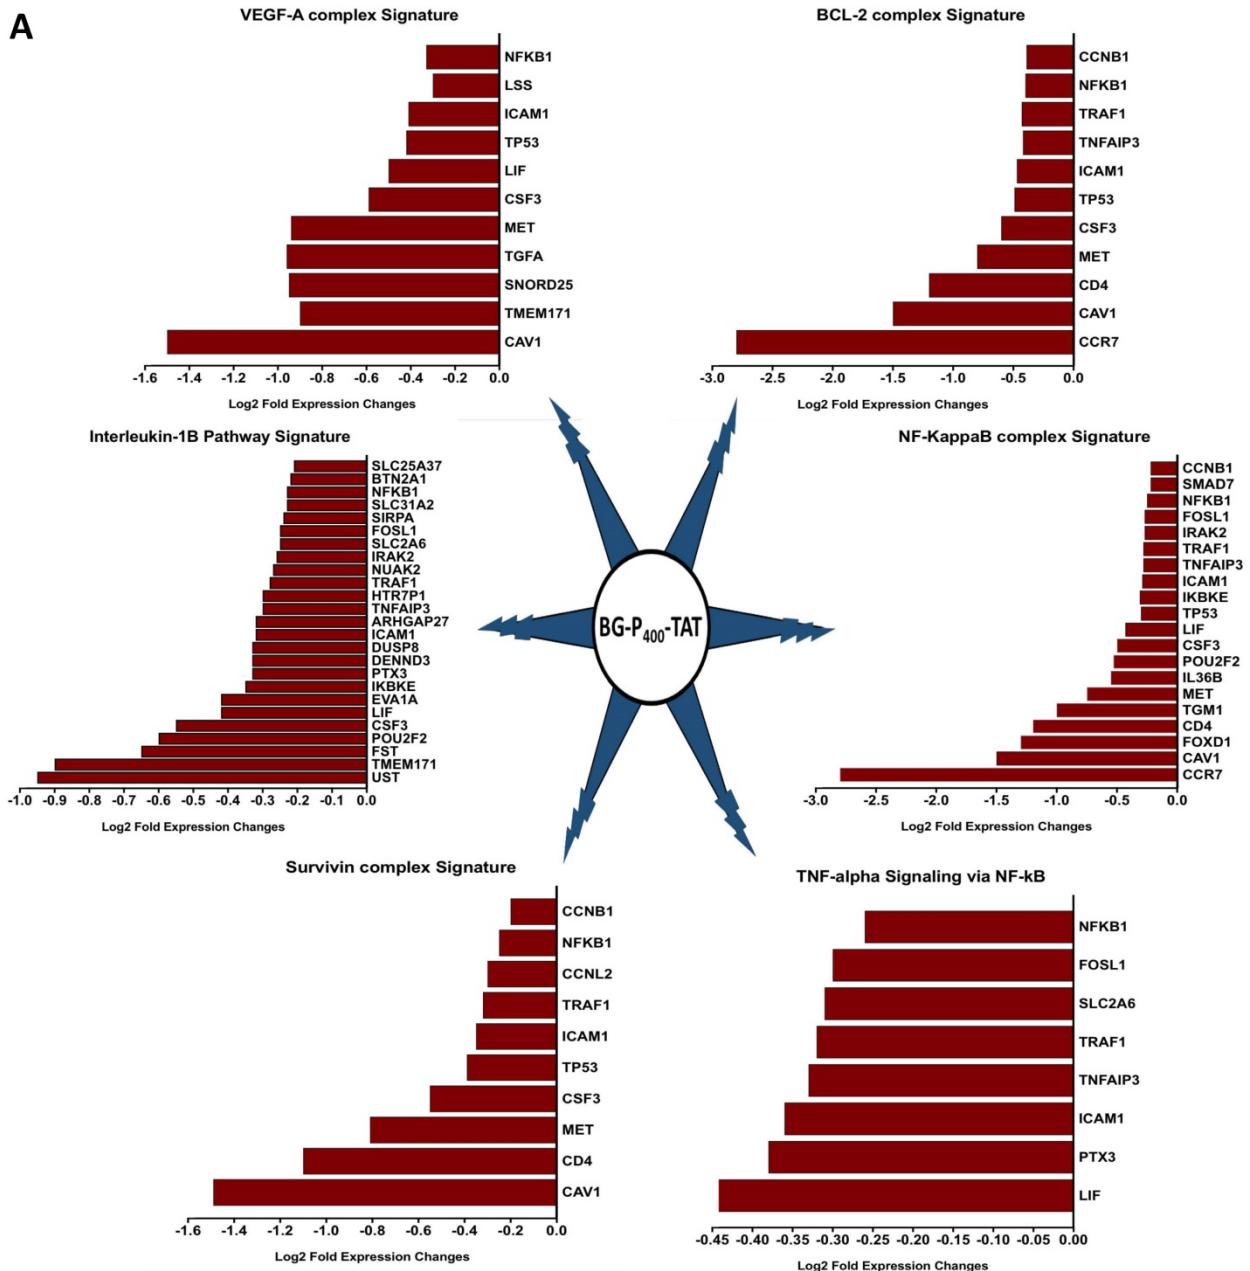 A
VEGF-A complex Signature
NFKB1
LSS
ICAM1
TP53
LIF
CSF3
MET
TGFA
SNORD25
TMEM171
CAV1
-1.6 -1.4 -1.2 -1.0 -0.8 -0.6 -0.4 -0.2 0.0
Log2 Fold Expression Changes
BCL-2 complex Signature
CCNB1
NFKB1
TRAF1
TNFAIP3
ICAM1
TP53
CSF3
MET
CD4
CAV1
CCR7
-3.0 -2.5 -2.0 -1.5 -1.0 -0.5 0.0
Log2 Fold Expression Changes
Interleukin-1B Pathway Signature
SLC25A37
BTN2A1
NFKB1
SLC31A2
SIRPA
FOSL1
SLC2A6
IRAK2
NUAK2
TRAF1
HTR7P1
TNFAIP3
ARHGAP27
ICAM1
DUSP8
DENND3
PTX3
IKBKE
EVA1A
LIF
CSF3
POU2F2
FST
TMEM171
UST
-1.0 -0.9 -0.8 -0.7 -0.6 -0.5 -0.4 -0.3 -0.2 -0.1 0.0
Log2 Fold Expression Changes
BG-P400-TAT
NF-KappaB complex Signature
CCNB1
SMAD7
NFKB1
FOSL1
IRAK2
TRAF1
TNFAIP3
ICAM1
IKBKE
TP53
LIF
CSF3
POU2F2
IL36B
MET
TGM1
CD4
FOXD1
CAV1
CCR7
-3.0 -2.5 -2.0 -1.5 -1.0 -0.5 0.0
Log2 Fold Expression Changes
Survivin complex Signature
CCNB1
NFKB1
CCNL2
TRAF1
ICAM1
TP53
CSF3
MET
CD4
CAV1
-1.6 -1.4 -1.2 -1.0 -0.8 -0.6 -0.4 -0.2 0.0
Log2 Fold Expression Changes
TNF-alpha Signaling via NF-kB
NFKB1
FOSL1
SLC2A6
TRAF1
TNFAIP3
ICAM1
PTX3
LIF
-0.45 -0.40 -0.35 -0.30 -0.25 -0.20 -0.15 -0.10 -0.05 0.00
Log2 Fold Expression Changes